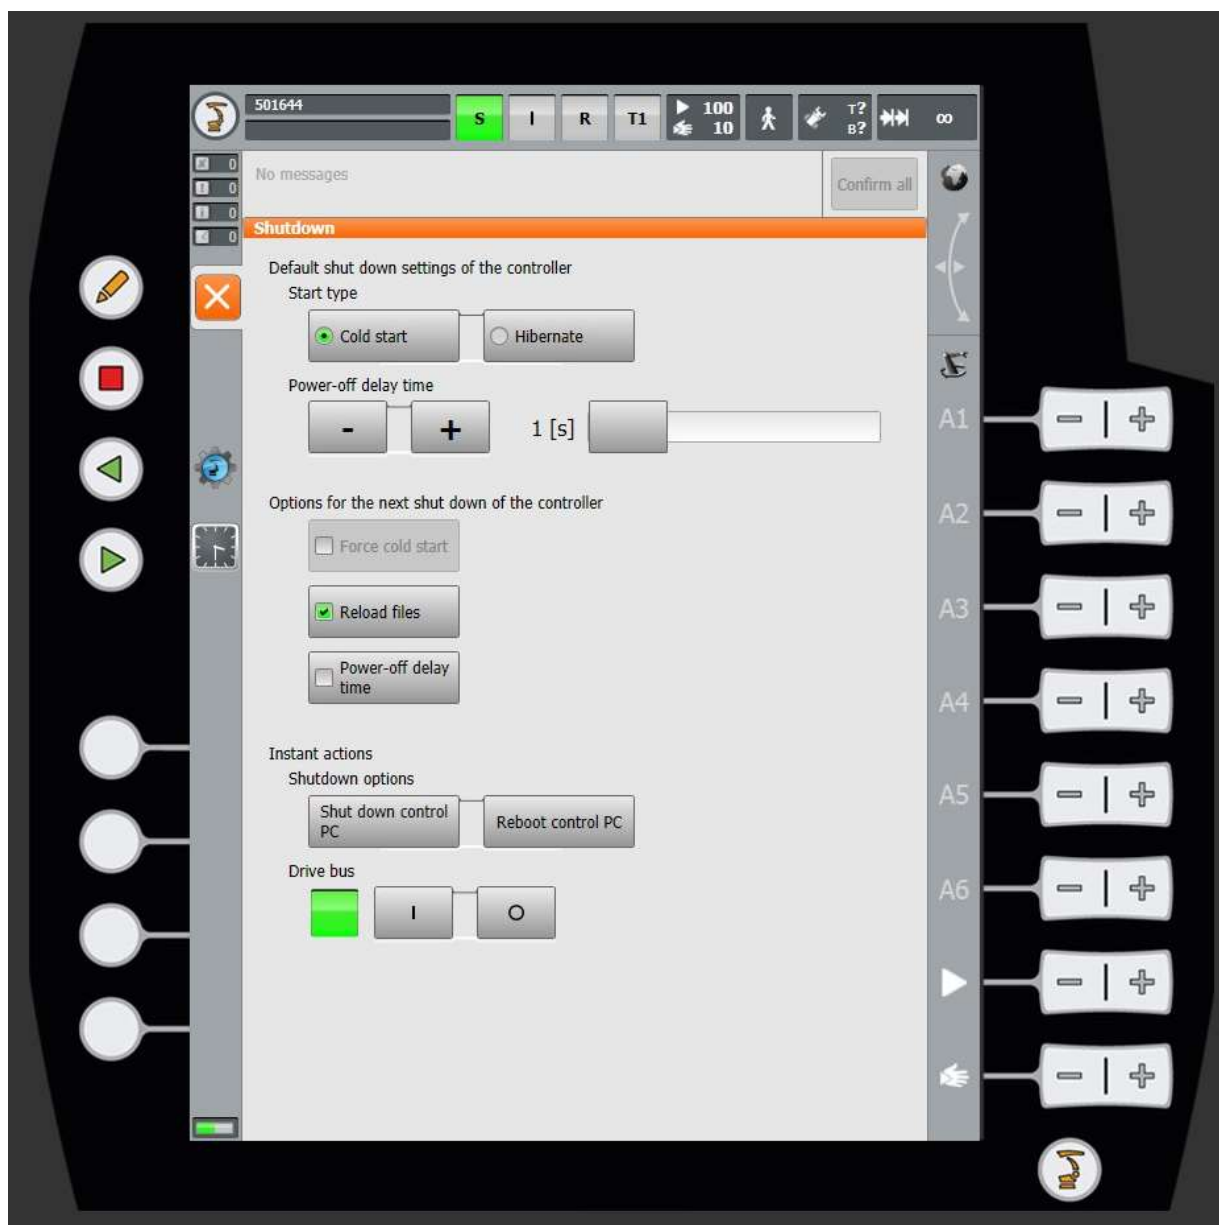 501644
S I R T1 100 10 T? B? ∞
0
0
0
0
No messages
Confirm all
Shutdown
Default shut down settings of the controller
Start type
Cold start
Hibernate
Power-off delay time
- + 1 [s]
Options for the next shut down of the controller
Force cold start
Reload files
Power-off delay
time
Instant actions
Shutdown options
Shut down control
PC
Reboot control PC
Drive bus
I O
A1
A2
A3
A4
A5
A6